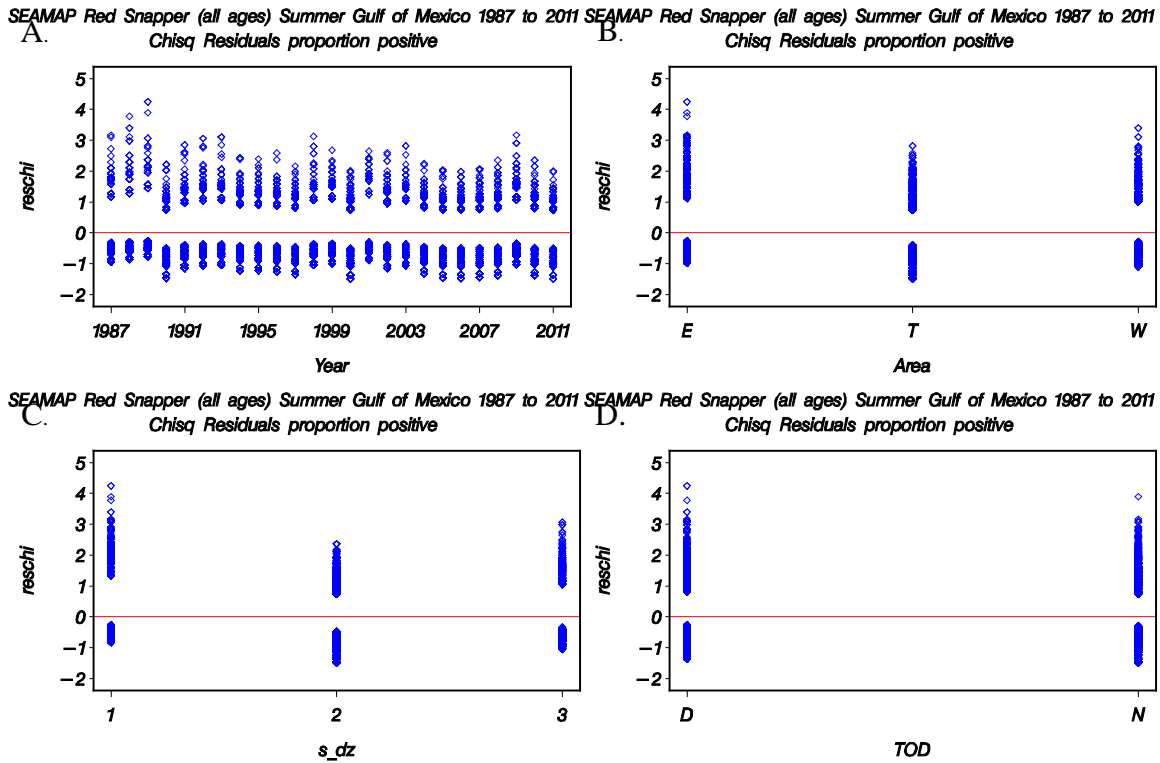 SEAMAP Red Snapper (all ages) Summer Gulf of Mexico 1987 to 2011
A.
Chisq Residuals proportion positive
5
4
3
2
1
0
−1
−2
reschi
1987 1991 1995 1999 2003 2007 2011
Year
SEAMAP Red Snapper (all ages) Summer Gulf of Mexico 1987 to 2011
B.
Chisq Residuals proportion positive
5
4
3
2
1
0
−1
−2
reschi
E T W
Area
SEAMAP Red Snapper (all ages) Summer Gulf of Mexico 1987 to 2011
C.
Chisq Residuals proportion positive
5
4
3
2
1
0
−1
−2
reschi
1 2 3
s_dz
SEAMAP Red Snapper (all ages) Summer Gulf of Mexico 1987 to 2011
D.
Chisq Residuals proportion positive
5
4
3
2
1
0
−1
−2
reschi
D N
TOD